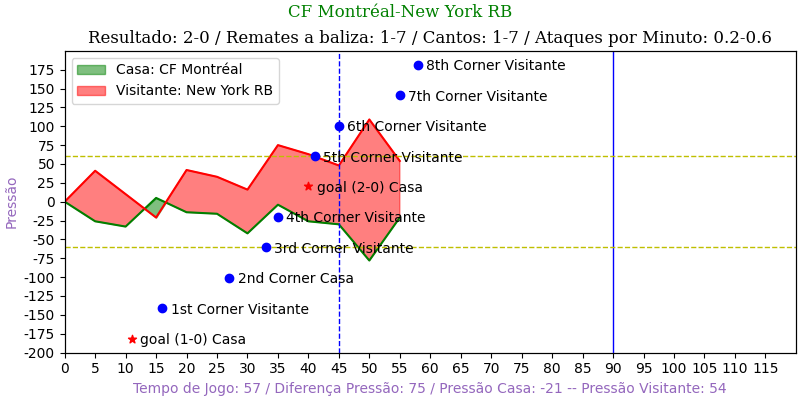 CF Montréal-New York RB
Resultado: 2-0 / Remates a baliza: 1-7 / Cantos: 1-7 / Ataques por Minuto: 0.2-0.6
Casa: CF Montréal
Visitante: New York RB
8th Corner Visitante
7th Corner Visitante
6th Corner Visitante
5th Corner Visitante
goal (2-0) Casa
4th Corner Visitante
3rd Corner Visitante
2nd Corner Casa
1st Corner Visitante
goal (1-0) Casa
Pressão
175
150
125
100
75
50
25
0
-25
-50
-75
-100
-125
-150
-175
-200
0 5 10 15 20 25 30 35 40 45 50 55 60 65 70 75 80 85 90 95 100 105 110 115
Tempo de Jogo: 57 / Diferença Pressão: 75 / Pressão Casa: -21 -- Pressão Visitante: 54